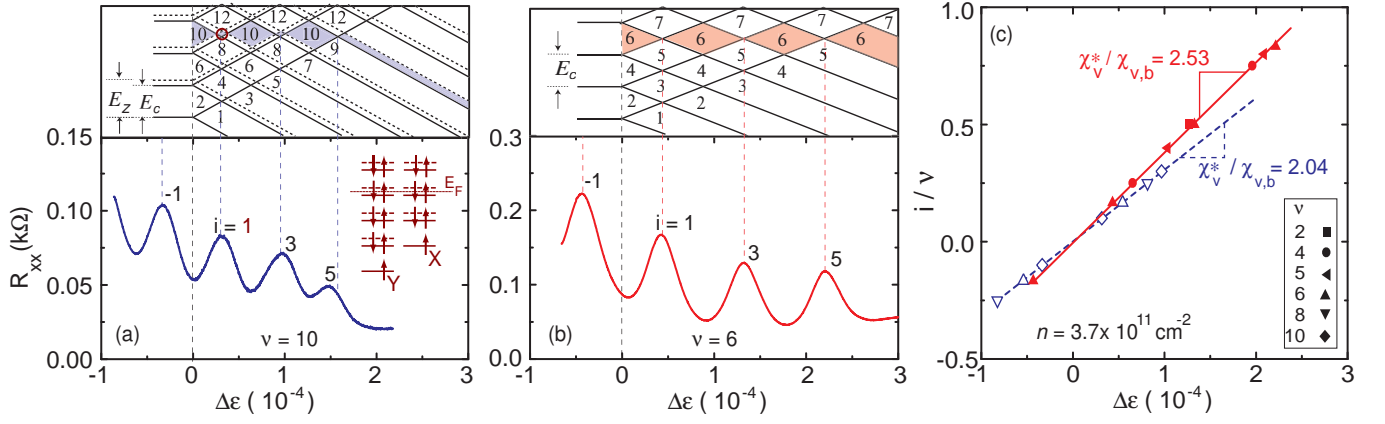 12 12
10 10 10
8 8 9
6 6 7
4 5
2 3
1
E_Z E_c
0.15
0.10
0.05
0.00
R_xx (kΩ)
-1
i = 1
3
5
E_F
Y
X
(a)
ν = 10
-1 0 1 2 3
Δε ( 10^-4)
7 7 7 7
6 6 6 6
5 5 5
4 4 4
3 3
2 2
1
E_c
0.3
0.2
0.1
0.0
-1
i = 1
3
5
(b)
ν = 6
-1 0 1 2 3
Δε ( 10^-4)
(c)
1.0
0.5
0.0
-0.5
i / ν
χ_v^* / χ_v,b = 2.53
χ_v^* / χ_v,b = 2.04
ν
2
4
5
6
8
10
n = 3.7x 10^11 cm^-2
-1 0 1 2 3
Δε ( 10^-4)